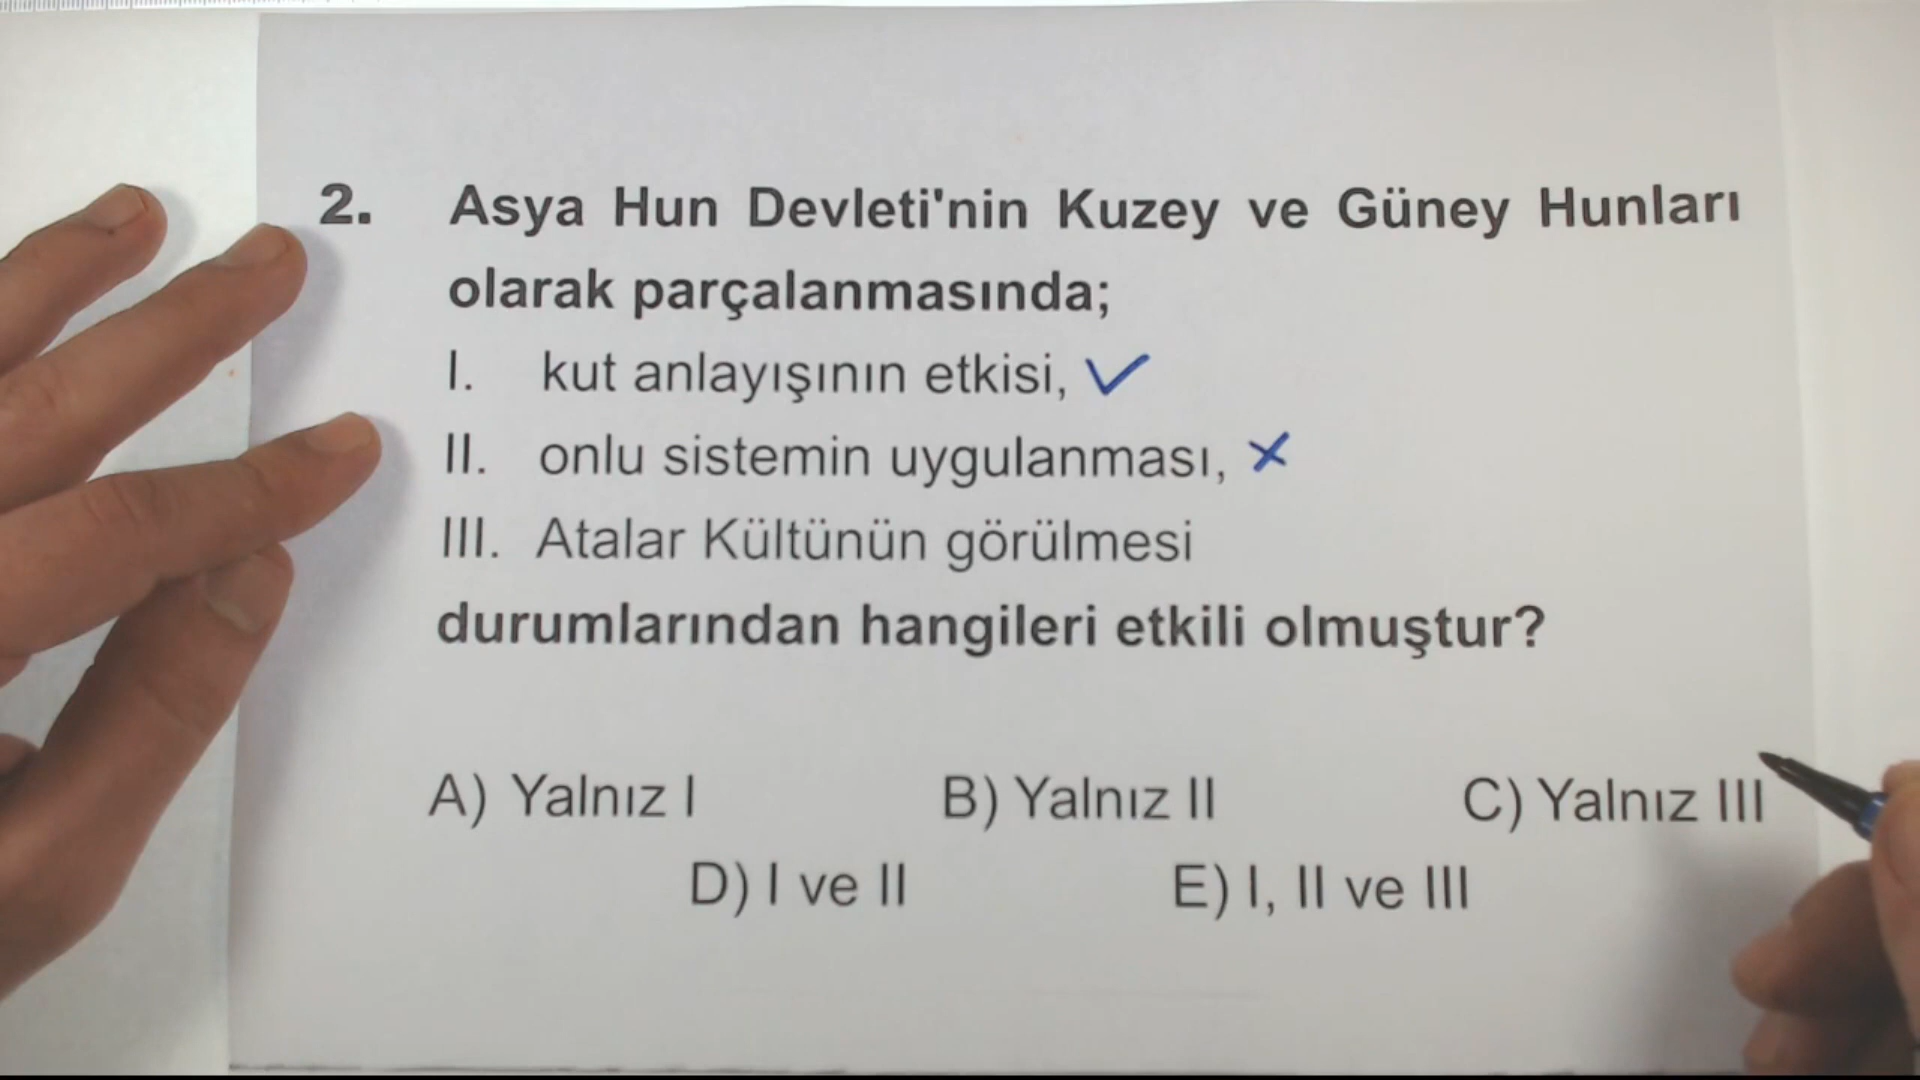 2. Asya Hun Devleti'nin Kuzey ve Güney Hunları
olarak parçalanmasında;
I. kut anlayışının etkisi, ✓
II. onlu sistemin uygulanması, ✗
III. Atalar Kültünün görülmesi
durumlarından hangileri etkili olmuştur?
A) Yalnız I B) Yalnız II C) Yalnız III
D) I ve II E) I, II ve III